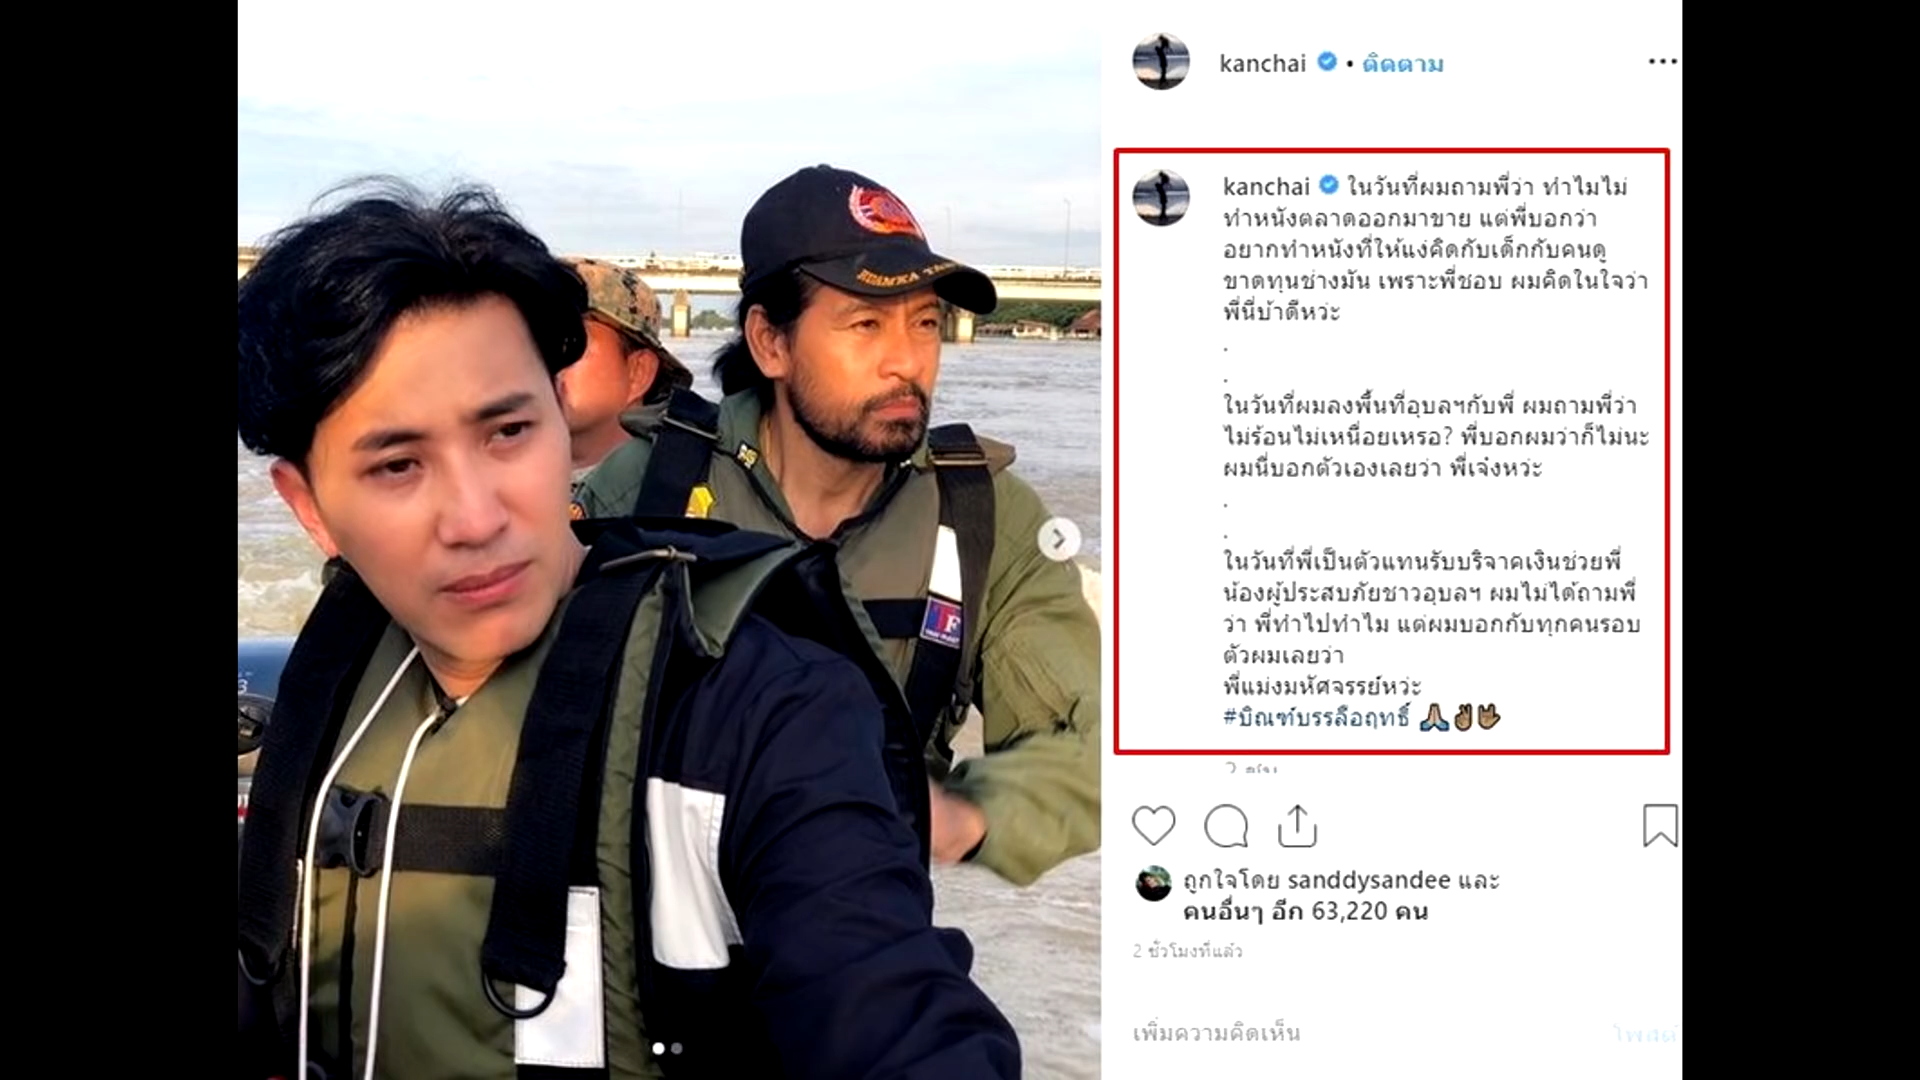 kanchai • ติดตาม
kanchai ในวันที่ผมถามพี่ว่า ทำไมไม่
ทำหนังตลาดออกมาขาย แต่พี่บอกว่า
อยากทำหนังที่ให้แง่คิดกับเด็กกับคนดู
ขาดทุนช่างมัน เพราะพี่ชอบ ผมคิดในใจว่า
พี่นี่บ้าดีหว่ะ
.
.
ในวันที่ผมลงพื้นที่อุบลฯกับพี่ ผมถามพี่ว่า
ไม่ร้อนไม่เหนื่อยเหรอ? พี่บอกผมว่าก็ไม่นะ
ผมนี่บอกตัวเองเลยว่า พี่เจ๋งหว่ะ
.
.
ในวันที่พี่เป็นตัวแทนรับบริจาคเงินช่วยพี่
น้องผู้ประสบภัยชาวอุบลฯ ผมไม่ได้ถามพี่
ว่า พี่ทำไปทำไม แต่ผมบอกกับทุกคนรอบ
ตัวผมเลยว่า
พี่แม่งมหัศจรรย์หว่ะ
#บิณฑ์บรรลือฤทธิ์ 🙏✌🤟
ถูกใจโดย sanddysandee และ
คนอื่นๆ อีก 63,220 คน
2 ชั่วโมงที่แล้ว
เพิ่มความคิดเห็น
โพสต์
TF
3